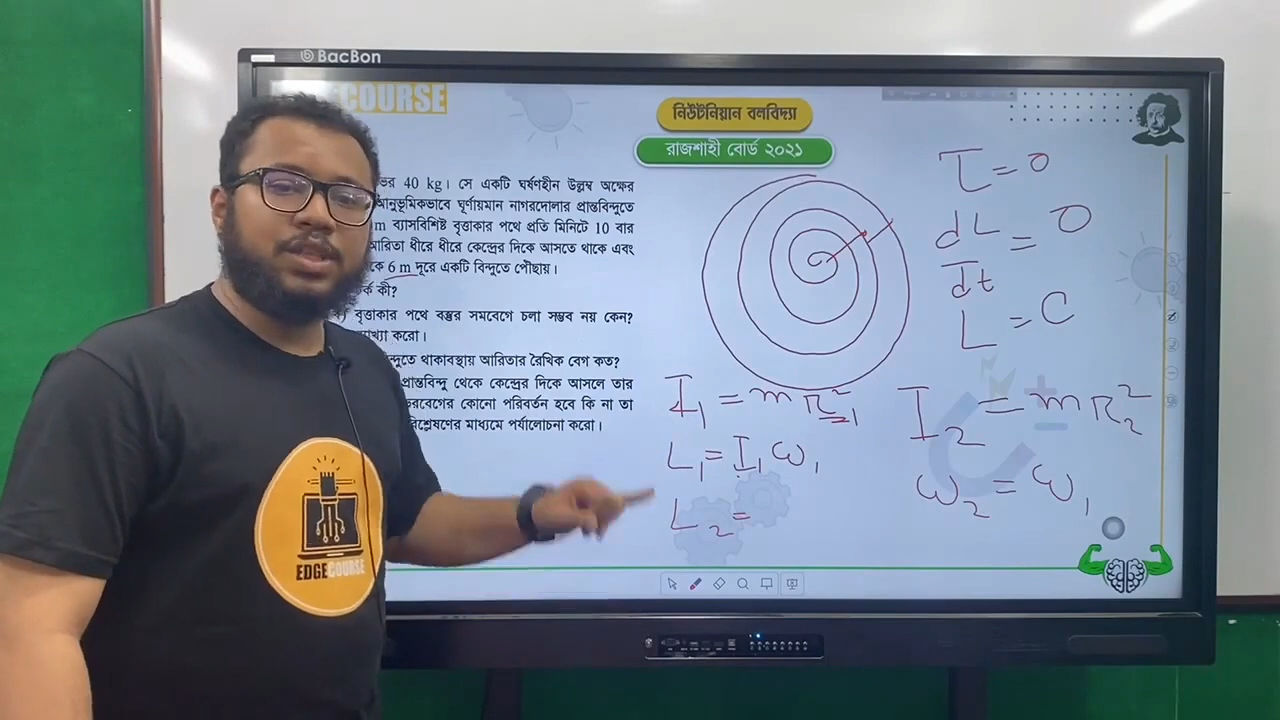 BacBon
COURSE
নিউটনিয়ান বলবিদ্যা
রাজশাহী বোর্ড ২০২১
ভর 40 kg। সে একটি ঘর্ষণহীন উল্লম্ব অক্ষের
আনুভূমিকভাবে ঘূর্ণায়মান নাগরদোলার প্রান্তবিন্দুতে
m ব্যাসবিশিষ্ট বৃত্তাকার পথে প্রতি মিনিটে 10 বার
আরিতা ধীরে ধীরে কেন্দ্রের দিকে আসতে থাকে এবং
কে 6 m দূরে একটি বিন্দুতে পৌছায়।
র্ক কী?
বৃত্তাকার পথে বস্তুর সমবেগে চলা সম্ভব নয় কেন?
খ্যা করো।
ন্দুতে থাকাবস্থায় আরিতার রৈখিক বেগ কত?
প্রান্তবিন্দু থেকে কেন্দ্রের দিকে আসলে তার
রবেগের কোনো পরিবর্তন হবে কি না তা
বিশ্লেষণের মাধ্যমে পর্যালোচনা করো।
τ = 0
dL/dt = 0
L = C
I₁ = mr₁²
L₁ = I₁ω₁
L₂ =
I₂ = mr₂²
ω₂ = ω₁
EDGECOURSE